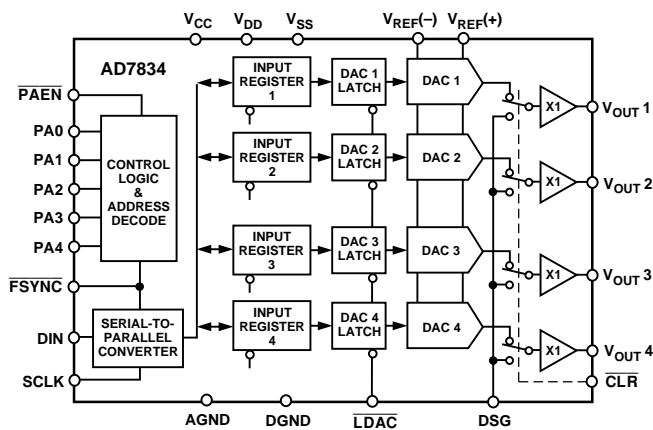 VCC VDD VSS VREF(–) VREF(+)
AD7834
PAEN
PA0
PA1
PA2
PA3
PA4
FSYNC
DIN
SCLK
CONTROL
LOGIC
&
ADDRESS
DECODE
SERIAL-TO-
PARALLEL
CONVERTER
INPUT
REGISTER
1
DAC 1
LATCH
DAC 1
X1
VOUT 1
INPUT
REGISTER
2
DAC 2
LATCH
DAC 2
X1
VOUT 2
INPUT
REGISTER
3
DAC 3
LATCH
DAC 3
X1
VOUT 3
INPUT
REGISTER
4
DAC 4
LATCH
DAC 4
X1
VOUT 4
CLR
AGND DGND LDAC DSG